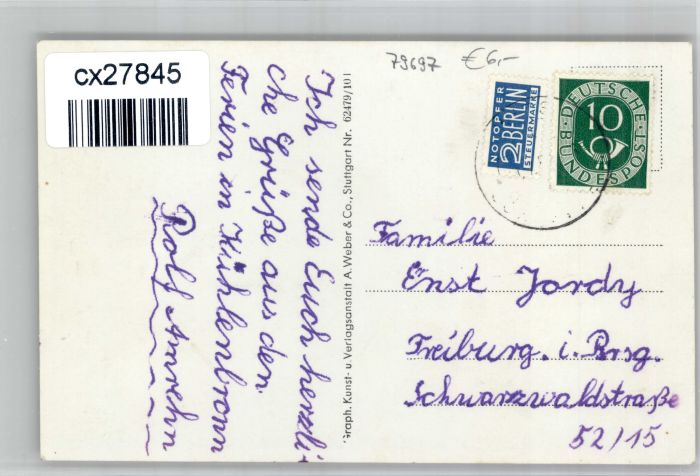 cx27845
79697 €6,-
Ich sende Euch herzli-
che Grüße aus den
Ferien in Kühlenbronn
Rolf Amrehn
Graph. Kunst- u. Verlagsanstalt A. Weber & Co., Stuttgart Nr. 62479/101
NOTOPFER
2 BERLIN
STEUERMARKE
DEUTSCHE BUNDESPOST
10
Familie
Enst Jordy
Freiburg. i. Brsg.
Schwarzwaldstraße
52/15